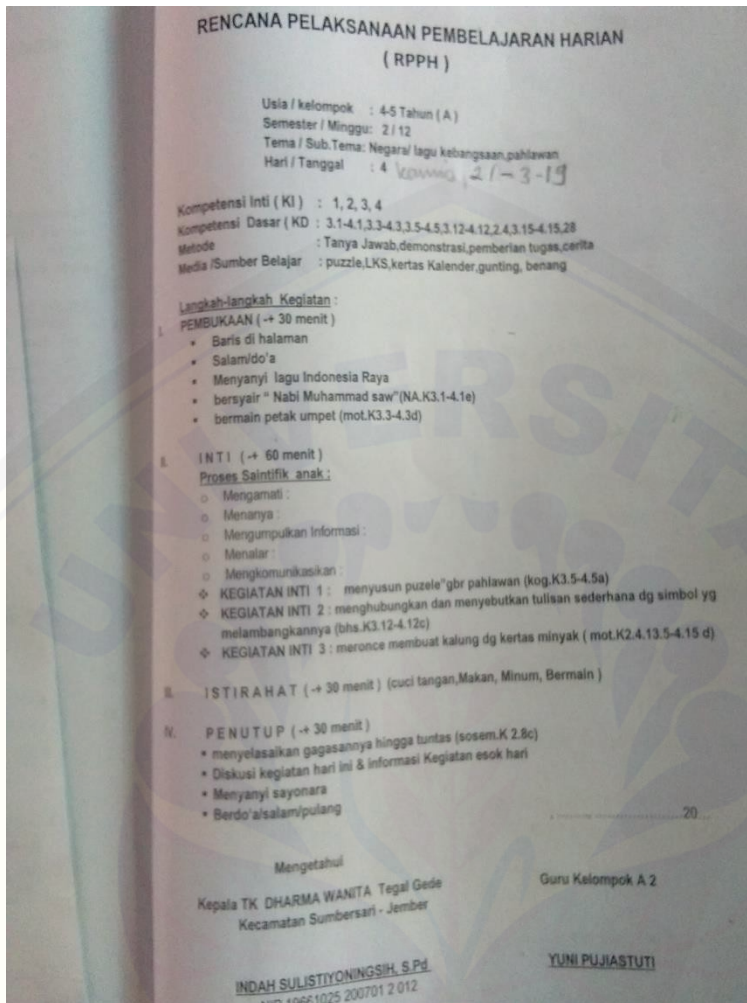 RENCANA PELAKSANAAN PEMBELAJARAN HARIAN
( RPPH )
Usia / kelompok : 4-5 Tahun ( A )
Semester / Minggu: 2 / 12
Tema / Sub.Tema: Negara/ lagu kebangsaan,pahlawan
Hari / Tanggal : 4 kamis, 21-3-19
Kompetensi Inti ( KI ) : 1, 2, 3, 4
Kompetensi Dasar ( KD : 3.1-4.1,3.3-4.3,3.5-4.5,3.12-4.12,2.4,3.15-4.15,28
Metode : Tanya Jawab,demonstrasi,pemberian tugas,cerita
Media /Sumber Belajar : puzzle,LKS,kertas Kalender,gunting, benang
Langkah-langkah Kegiatan :
I. PEMBUKAAN ( -+ 30 menit )
• Baris di halaman
• Salam/do'a
• Menyanyi lagu Indonesia Raya
• bersyair " Nabi Muhammad saw"(NA.K3.1-4.1e)
• bermain petak umpet (mot.K3.3-4.3d)
II. I N T I ( -+ 60 menit )
Proses Saintifik anak :
o Mengamati :
o Menanya :
o Mengumpulkan Informasi :
o Menalar :
o Mengkomunikasikan :
❖ KEGIATAN INTI 1 : menyusun puzele"gbr pahlawan (kog.K3.5-4.5a)
❖ KEGIATAN INTI 2 : menghubungkan dan menyebutkan tulisan sederhana dg simbol yg
melambangkannya (bhs.K3.12-4.12c)
❖ KEGIATAN INTI 3 : meronce membuat kalung dg kertas minyak ( mot.K2.4.13.5-4.15 d)
III. I S T I R A H A T ( -+ 30 menit ) (cuci tangan,Makan, Minum, Bermain )
IV. P E N U T U P ( -+ 30 menit )
* menyelasaikan gagasannya hingga tuntas (sosem.K 2.8c)
* Diskusi kegiatan hari ini & informasi Kegiatan esok hari
* Menyanyi sayonara
* Berdo'a/salam/pulang
, .................... 20...
Mengetahui
Kepala TK DHARMA WANITA Tegal Gede
Kecamatan Sumbersari - Jember
Guru Kelompok A 2
INDAH SULISTIYONINGSIH, S.Pd
NIP 19661025 200701 2 012
YUNI PUJIASTUTI